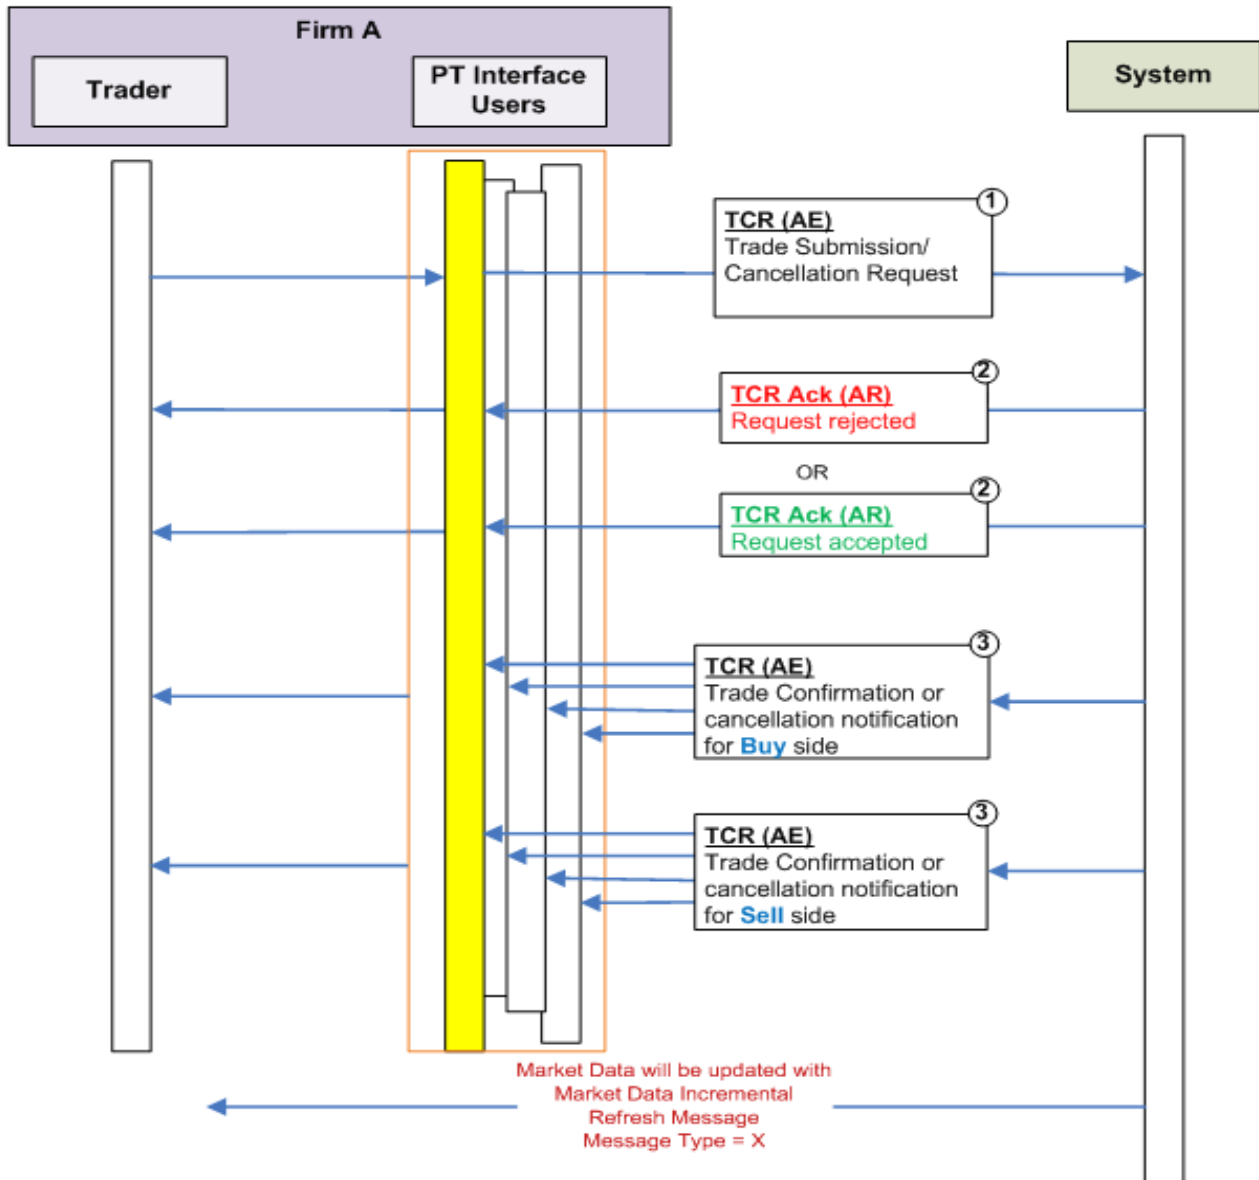 Firm A
Trader
PT Interface
Users
System
1
TCR (AE)
Trade Submission/
Cancellation Request
2
TCR Ack (AR)
Request rejected
OR
2
TCR Ack (AR)
Request accepted
3
TCR (AE)
Trade Confirmation or
cancellation notification
for Buy side
3
TCR (AE)
Trade Confirmation or
cancellation notification
for Sell side
Market Data will be updated with
Market Data Incremental
Refresh Message
Message Type = X